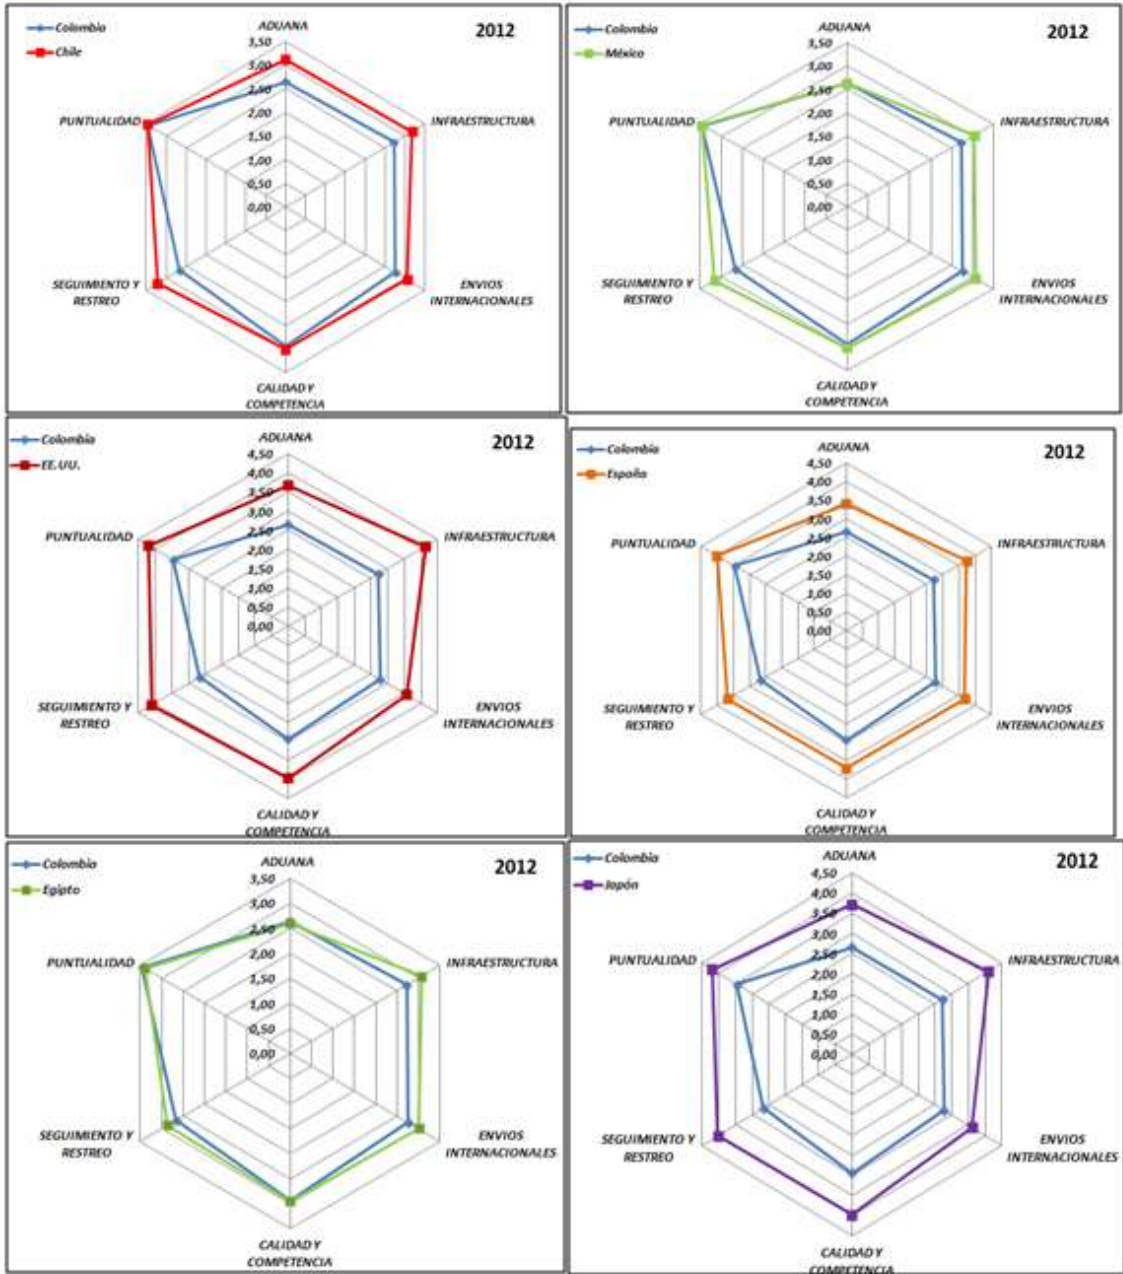 Colombia
Chile
2012
ADUANA
3,50
3,00
2,50
2,00
1,50
1,00
0,50
0,00
PUNTUALIDAD
INFRAESTRUCTURA
SEGUIMIENTO Y
RESTREO
ENVIOS
INTERNACIONALES
CALIDAD Y
COMPETENCIA
Colombia
México
2012
ADUANA
3,50
3,00
2,50
2,00
1,50
1,00
0,50
0,00
PUNTUALIDAD
INFRAESTRUCTURA
SEGUIMIENTO Y
RESTREO
ENVIOS
INTERNACIONALES
CALIDAD Y
COMPETENCIA
Colombia
EE.UU.
2012
ADUANA
4,50
4,00
3,50
3,00
2,50
2,00
1,50
1,00
0,50
0,00
PUNTUALIDAD
INFRAESTRUCTURA
SEGUIMIENTO Y
RESTREO
ENVIOS
INTERNACIONALES
CALIDAD Y
COMPETENCIA
Colombia
España
2012
ADUANA
4,50
4,00
3,50
3,00
2,50
2,00
1,50
1,00
0,50
0,00
PUNTUALIDAD
INFRAESTRUCTURA
SEGUIMIENTO Y
RESTREO
ENVIOS
INTERNACIONALES
CALIDAD Y
COMPETENCIA
Colombia
Egipto
2012
ADUANA
3,50
3,00
2,50
2,00
1,50
1,00
0,50
0,00
PUNTUALIDAD
INFRAESTRUCTURA
SEGUIMIENTO Y
RESTREO
ENVIOS
INTERNACIONALES
CALIDAD Y
COMPETENCIA
Colombia
Japón
2012
ADUANA
4,50
4,00
3,50
3,00
2,50
2,00
1,50
1,00
0,50
0,00
PUNTUALIDAD
INFRAESTRUCTURA
SEGUIMIENTO Y
RESTREO
ENVIOS
INTERNACIONALES
CALIDAD Y
COMPETENCIA